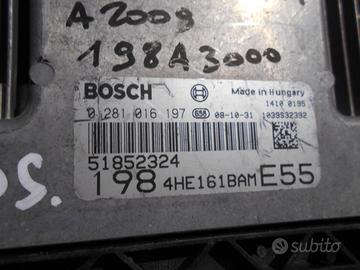 A 2009
198A3000
BOSCH
Made in Hungary
1410 0195
0 281 016 197 656 08-10-31 1039S32392
51852324
198 4HE161BAM E55
subito